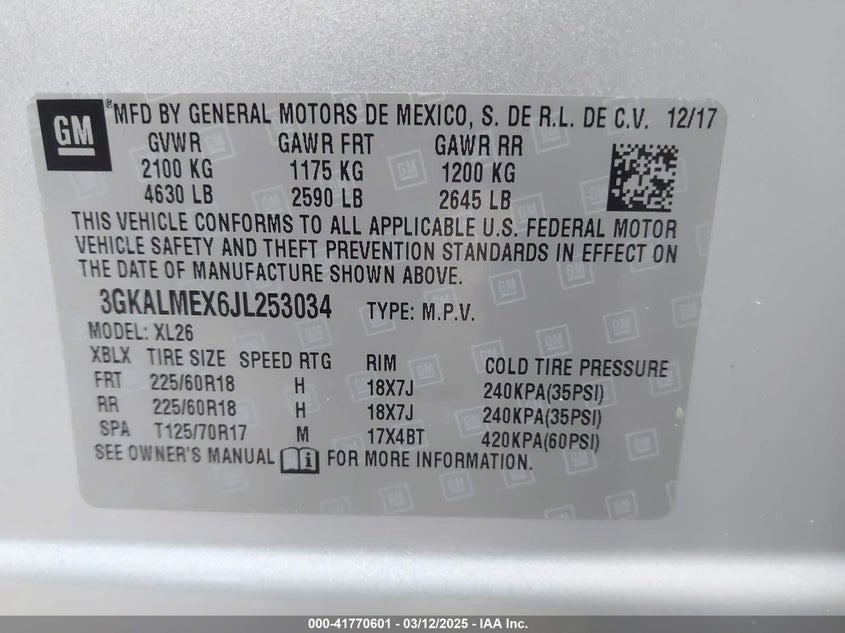 GM ® MFD BY GENERAL MOTORS DE MEXICO, S. DE R.L. DE C.V. 12/17
GVWR GAWR FRT GAWR RR
2100 KG 1175 KG 1200 KG
4630 LB 2590 LB 2645 LB
THIS VEHICLE CONFORMS TO ALL APPLICABLE U.S. FEDERAL MOTOR
VEHICLE SAFETY AND THEFT PREVENTION STANDARDS IN EFFECT ON
THE DATE OF MANUFACTURE SHOWN ABOVE.
3GKALMEX6JL253034 TYPE: M.P.V.
MODEL: XL26
XBLX TIRE SIZE SPEED RTG RIM COLD TIRE PRESSURE
FRT 225/60R18 H 18X7J 240KPA(35PSI)
RR 225/60R18 H 18X7J 240KPA(35PSI)
SPA T125/70R17 M 17X4BT 420KPA(60PSI)
SEE OWNER'S MANUAL i FOR MORE INFORMATION.
000-41770601 — 03/12/2025 — IAA Inc.